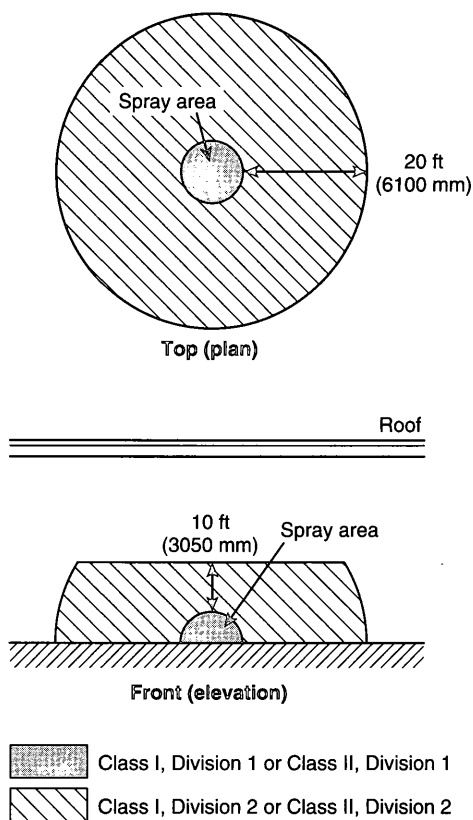 Spray area
20 ft
(6100 mm)
Top (plan)
Roof
10 ft
(3050 mm)
Spray area
Front (elevation)
Class I, Division 1 or Class II, Division 1
Class I, Division 2 or Class II, Division 2